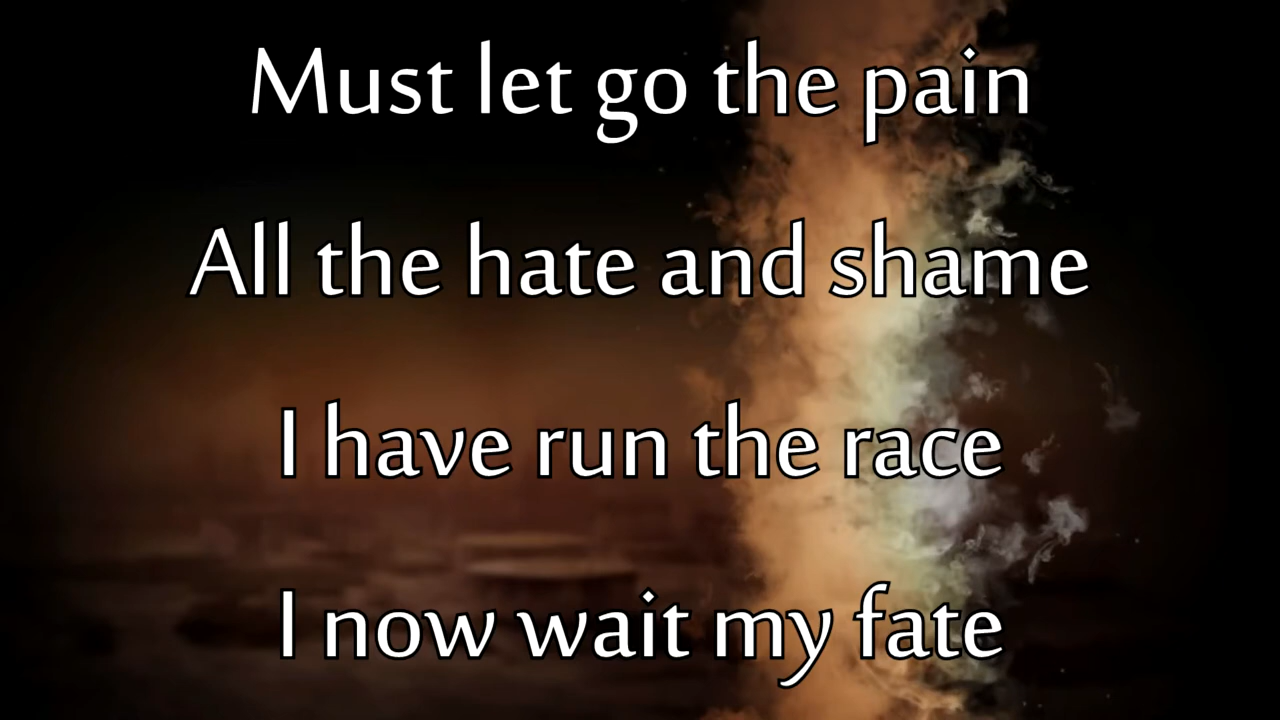 Must let go the pain
All the hate and shame
I have run the race
I now wait my fate